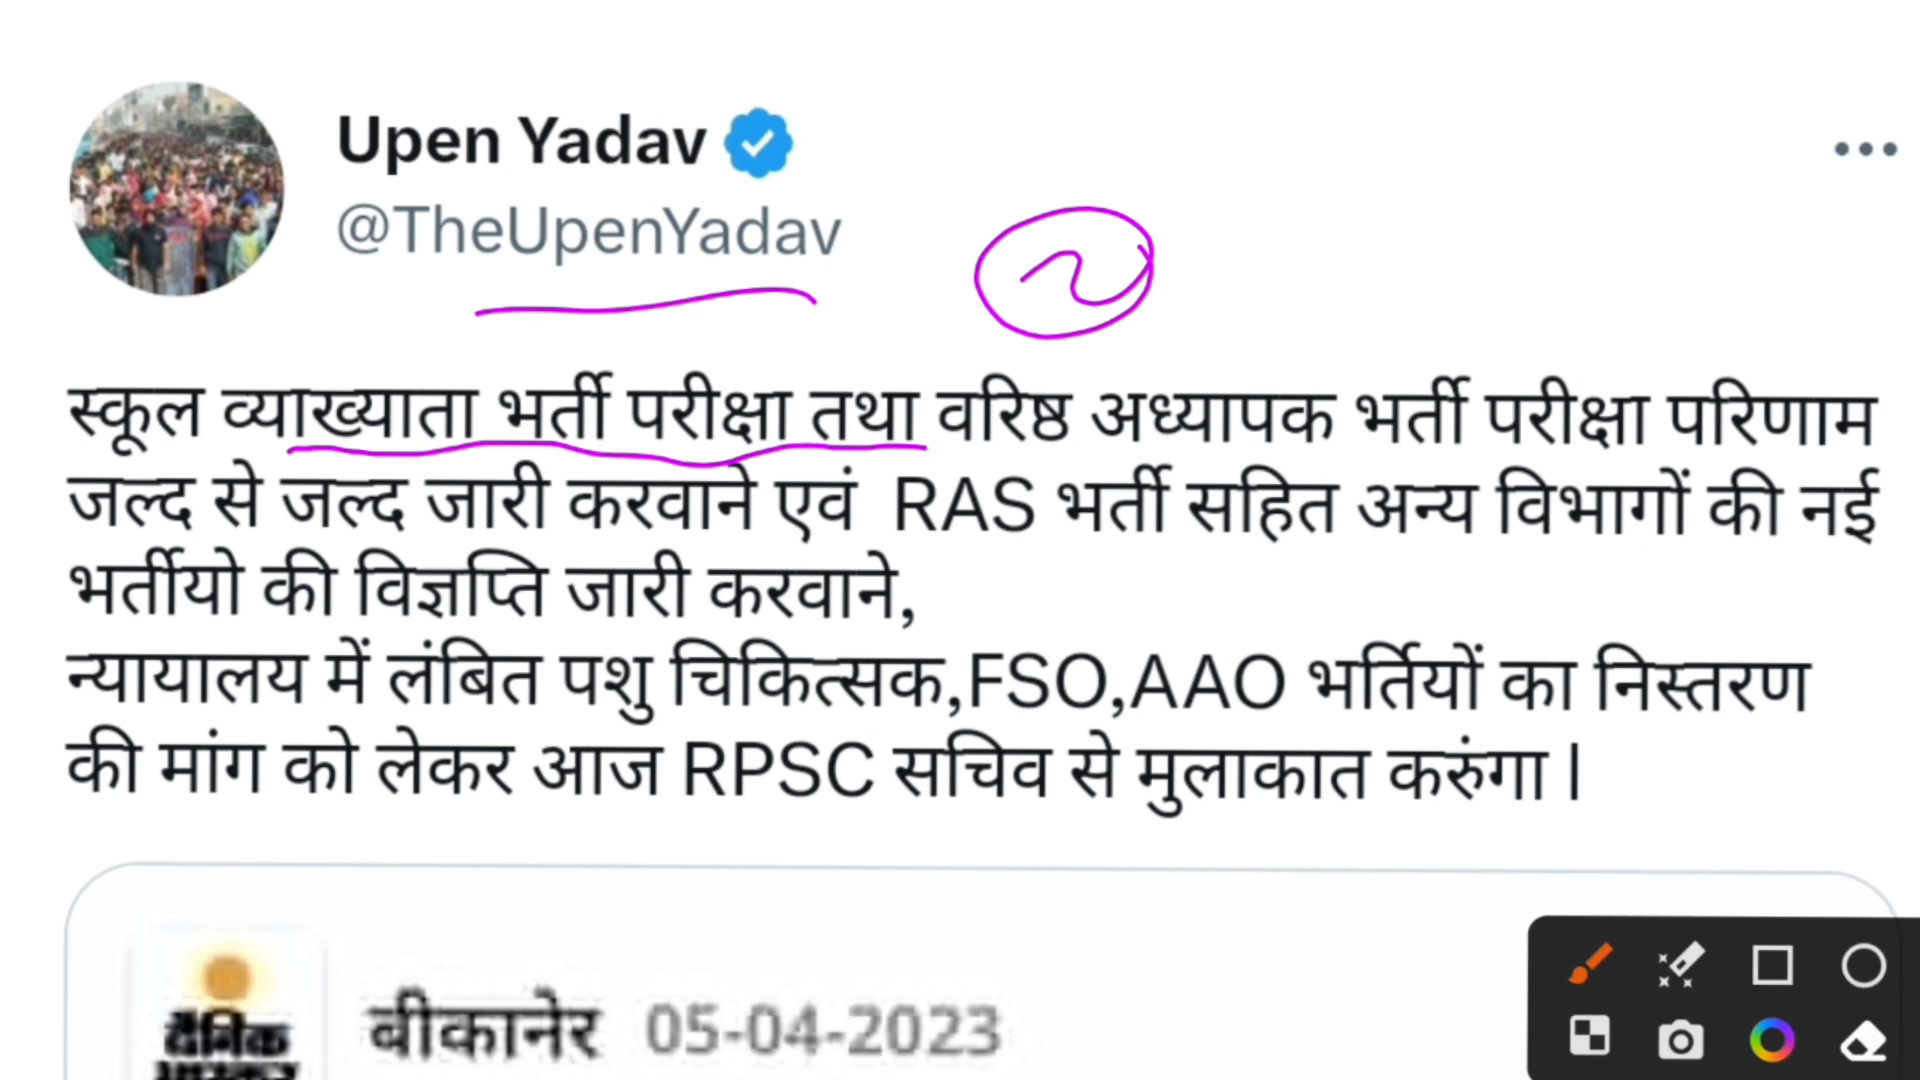 Upen Yadav
@TheUpenYadav
स्कूल व्याख्याता भर्ती परीक्षा तथा वरिष्ठ अध्यापक भर्ती परीक्षा परिणाम
जल्द से जल्द जारी करवाने एवं RAS भर्ती सहित अन्य विभागों की नई
भर्तीयो की विज्ञप्ति जारी करवाने,
न्यायालय में लंबित पशु चिकित्सक,FSO,AAO भर्तियों का निस्तरण
की मांग को लेकर आज RPSC सचिव से मुलाकात करुंगा |
दैनिक
भास्कर
बीकानेर 05-04-2023